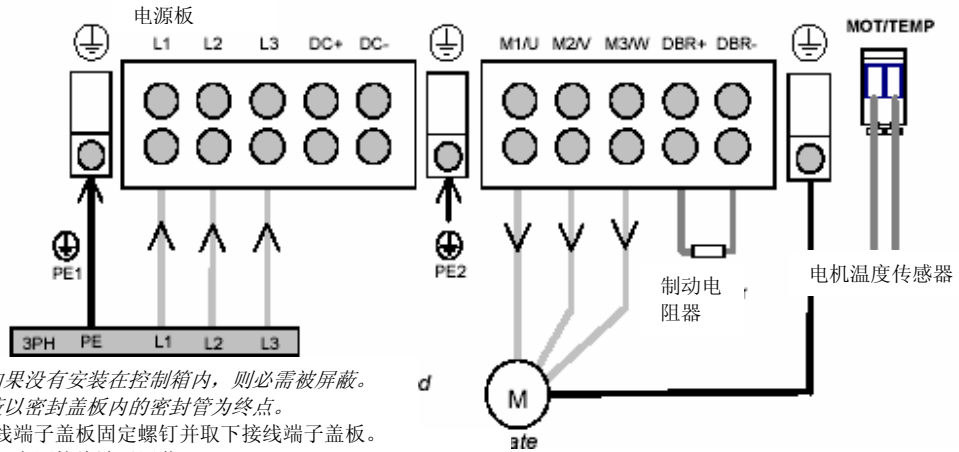 电源板
MOT/TEMP
L1 L2 L3 DC+ DC-
M1/U M2/V M3/W DBR+ DBR-
PE1
PE2
电机温度传感器
制动电
阻器
3PH PE L1 L2 L3
果没有安装在控制箱内，则必需被屏蔽。
d
M
以密封盖板内的密封管为终点。
线端子盖板固定螺钉并取下接线端子盖板。
ate